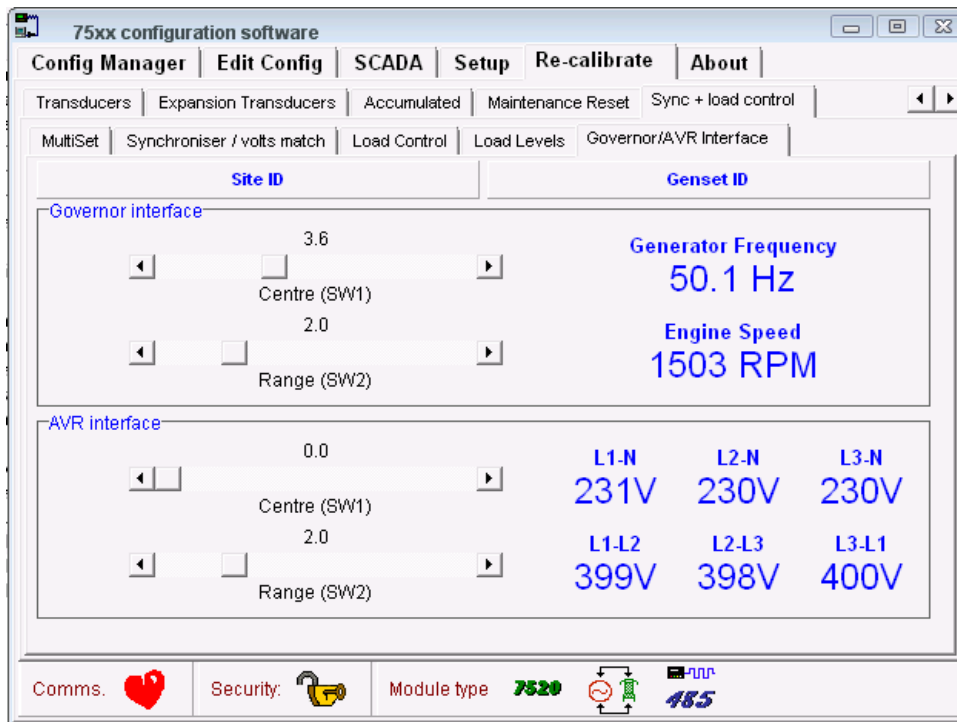 75xx configuration software
Config Manager Edit Config SCADA Setup Re-calibrate About
Transducers Expansion Transducers Accumulated Maintenance Reset Sync + load control
MultiSet Synchroniser / volts match Load Control Load Levels Governor/AVR Interface
Site ID Genset ID
Governor interface
3.6
Centre (SW1)
2.0
Range (SW2)
Generator Frequency
50.1 Hz
Engine Speed
1503 RPM
AVR interface
0.0
Centre (SW1)
2.0
Range (SW2)
L1-N L2-N L3-N
231V 230V 230V
L1-L2 L2-L3 L3-L1
399V 398V 400V
Comms. Security: Module type 7520 485